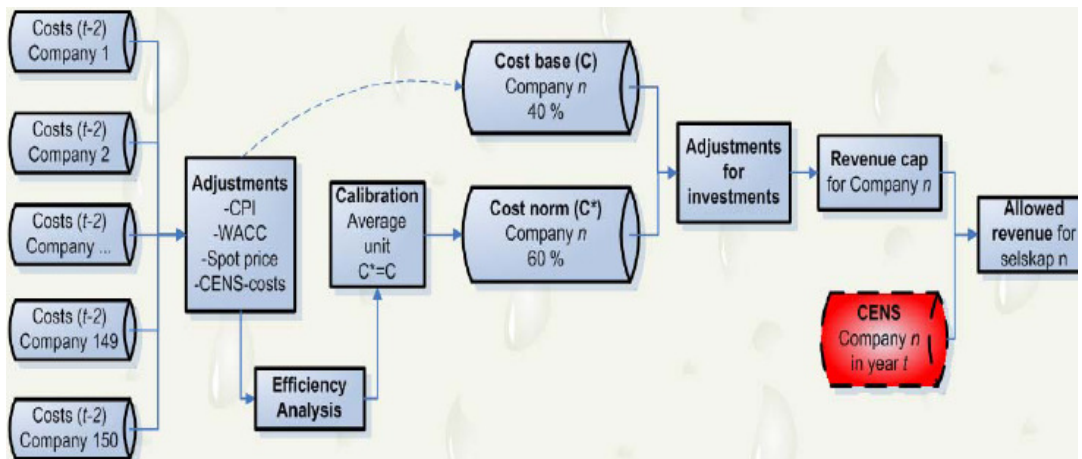 Costs (t-2)
Company 1
Costs (t-2)
Company 2
Costs (t-2)
Company ...
Costs (t-2)
Company 149
Costs (t-2)
Company 150
Adjustments
-CPI
-WACC
-Spot price
-CENS-costs
Efficiency
Analysis
Calibration
Average
unit
C*=C
Cost base (C)
Company n
40 %
Cost norm (C*)
Company n
60 %
Adjustments
for
investments
Revenue cap
for Company n
CENS
Company n
in year t
Allowed
revenue for
selskap n